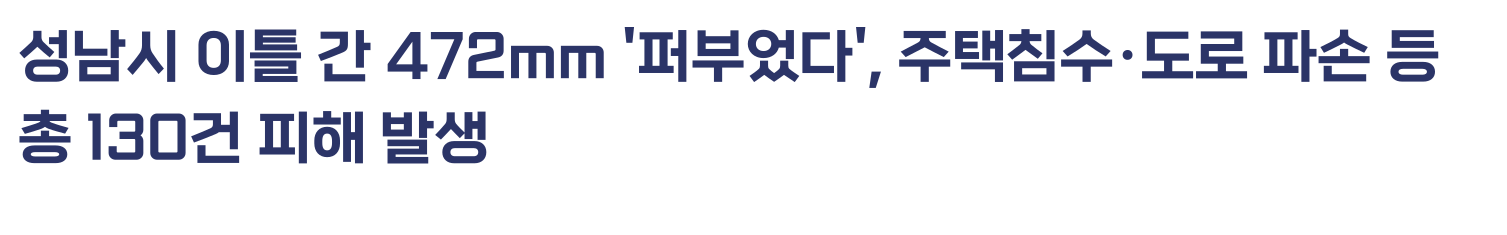 성남시 이틀 간 472mm '퍼부었다', 주택침수·도로 파손 등
총 130건 피해 발생